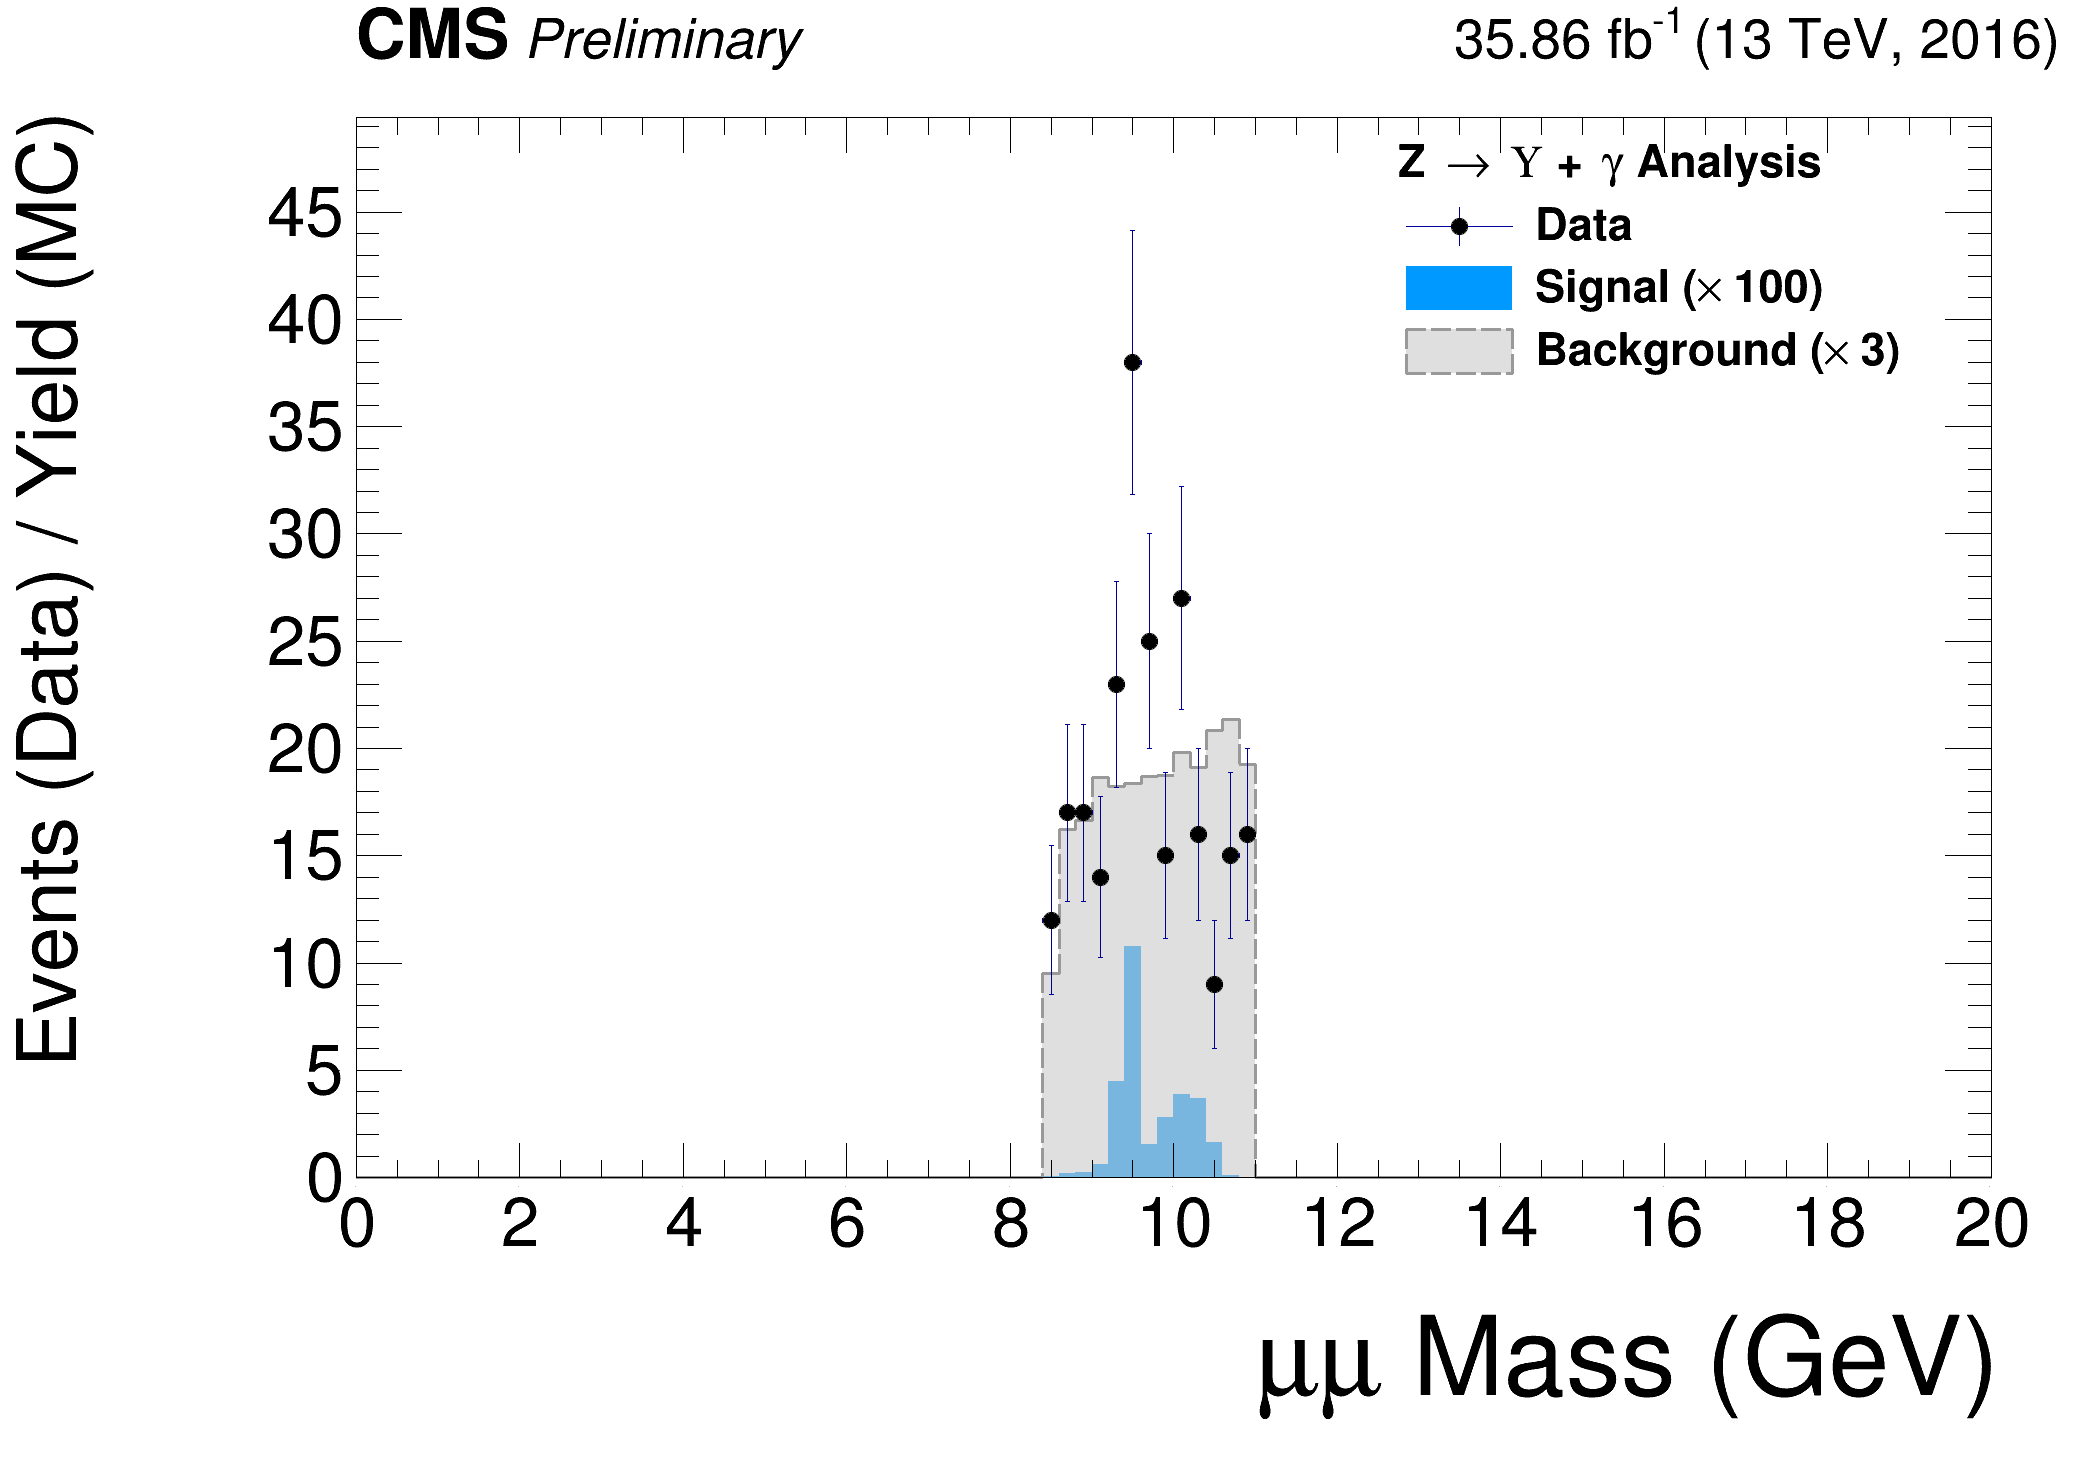 CMS Preliminary
35.86 fb-1 (13 TeV, 2016)
Events (Data) / Yield (MC)
Z → Υ + γ Analysis
Data
Signal (× 100)
Background (× 3)
45
40
35
30
25
20
15
10
5
0
0 2 4 6 8 10 12 14 16 18 20
μμ Mass (GeV)